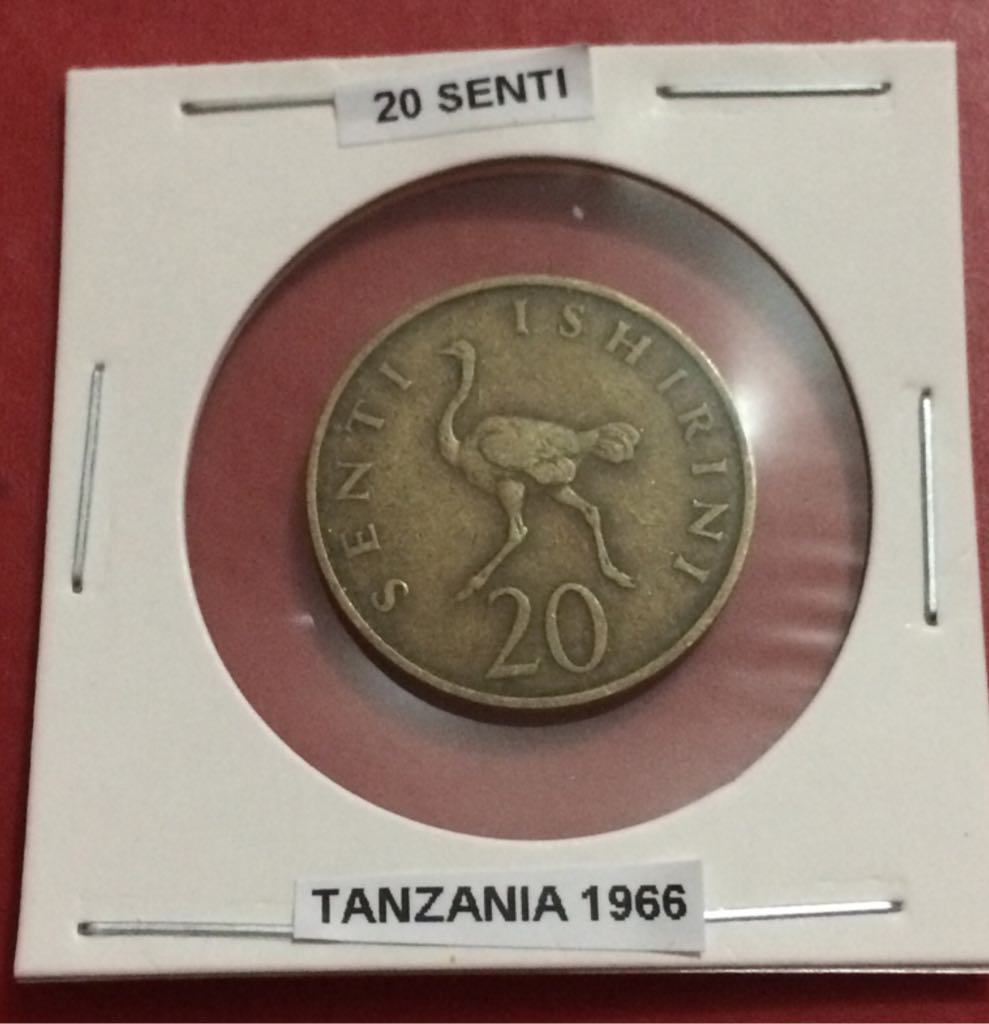 20 SENTI
SENTI ISHIRINI
20
TANZANIA 1966